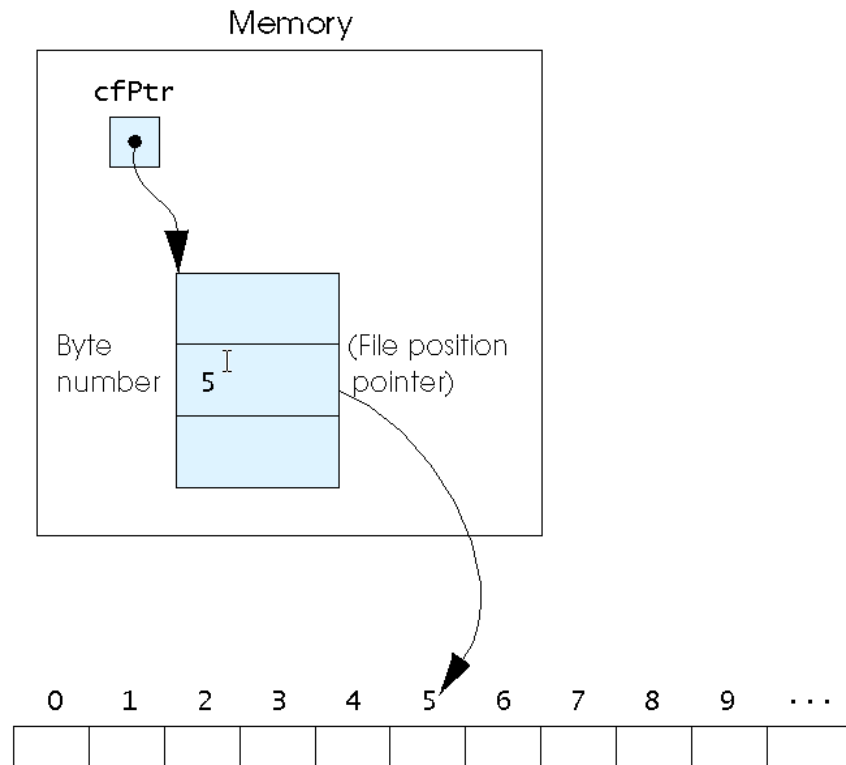 Memory
cfPtr
Byte
number
5
(File position
pointer)
0 1 2 3 4 5 6 7 8 9 ...